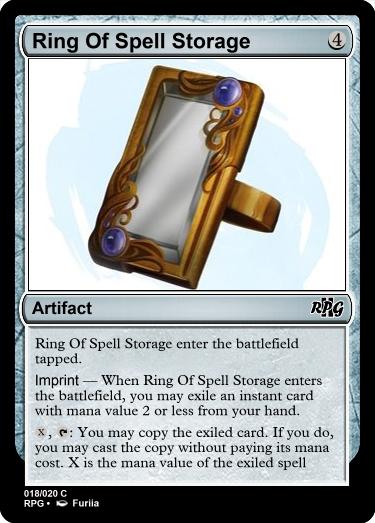 Ring Of Spell Storage 4
Artifact RPG
Ring Of Spell Storage enter the battlefield
tapped.
Imprint — When Ring Of Spell Storage enters
the battlefield, you may exile an instant card
with mana value 2 or less from your hand.
X, : You may copy the exiled card. If you do,
you may cast the copy without paying its mana
cost. X is the mana value of the exiled spell
018/020 C
RPG • Furiia